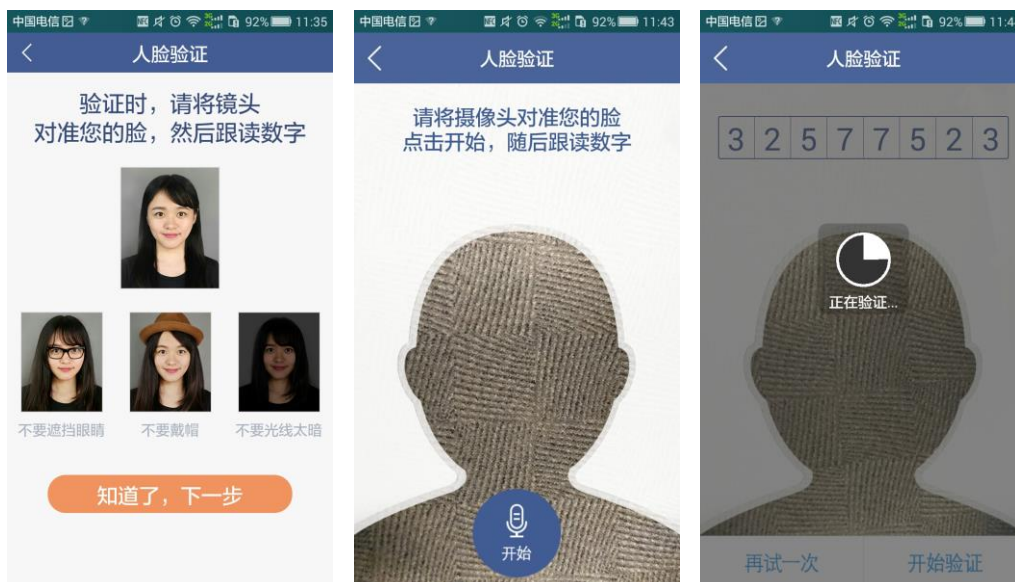 中国电信 92% 11:35
人脸验证
验证时，请将镜头
对准您的脸，然后跟读数字
不要遮挡眼睛 不要戴帽 不要光线太暗
知道了，下一步
中国电信 92% 11:43
人脸验证
请将摄像头对准您的脸
点击开始，随后跟读数字
开始
中国电信 92% 11:4
人脸验证
3 2 5 7 7 5 2 3
正在验证...
再试一次 开始验证